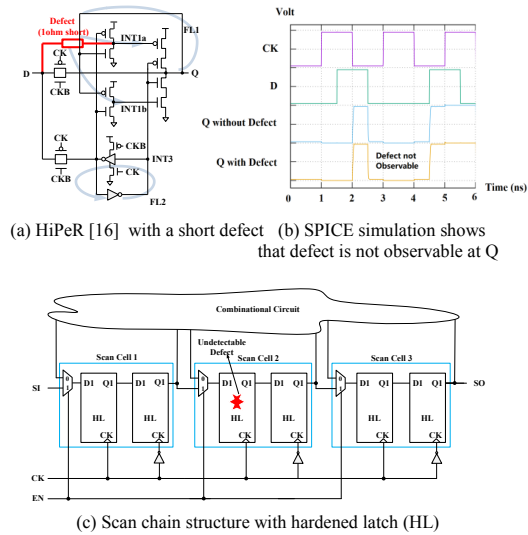 Defect
(1ohm short)
INT1a
FL1
CK
D
Q
CKB
INT1b
CK
CKB
INT3
CKB
CK
FL2
Volt
CK
D
Q without Defect
Q with Defect
Defect not
Observable
Time (ns)
0 1 2 3 4 5 6
(a) HiPeR [16] with a short defect
(b) SPICE simulation shows
that defect is not observable at Q
Combinational Circuit
Undetectable
Defect
Scan Cell 1
Scan Cell 2
Scan Cell 3
0
1
SI
D1 Q1
HL
CK
D1 Q1
HL
CK
0
1
D1 Q1
HL
CK
D1 Q1
HL
CK
0
1
D1 Q1
HL
CK
D1 Q1
HL
CK
SO
CK
EN
(c) Scan chain structure with hardened latch (HL)